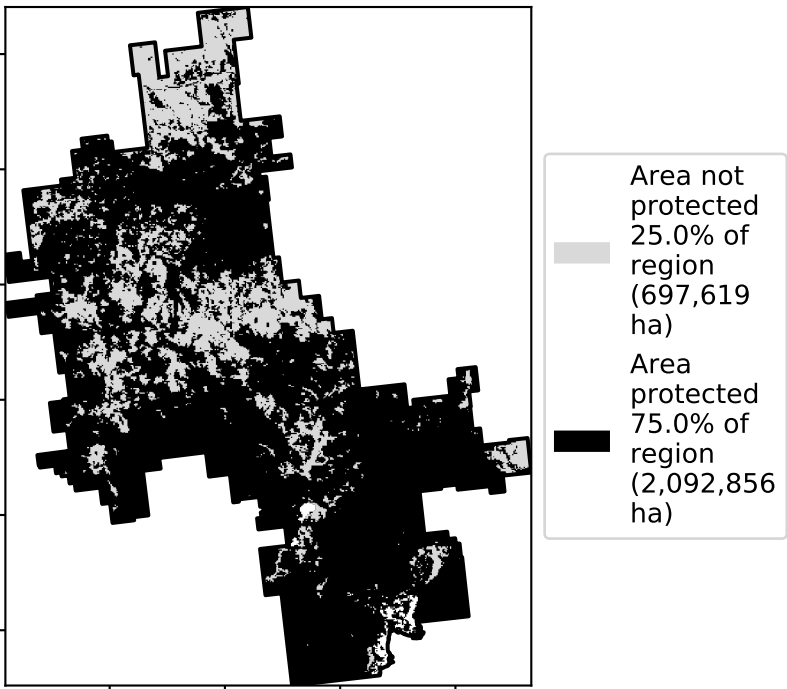 Area not
protected
25.0% of
region
(697,619
ha)
Area
protected
75.0% of
region
(2,092,856
ha)